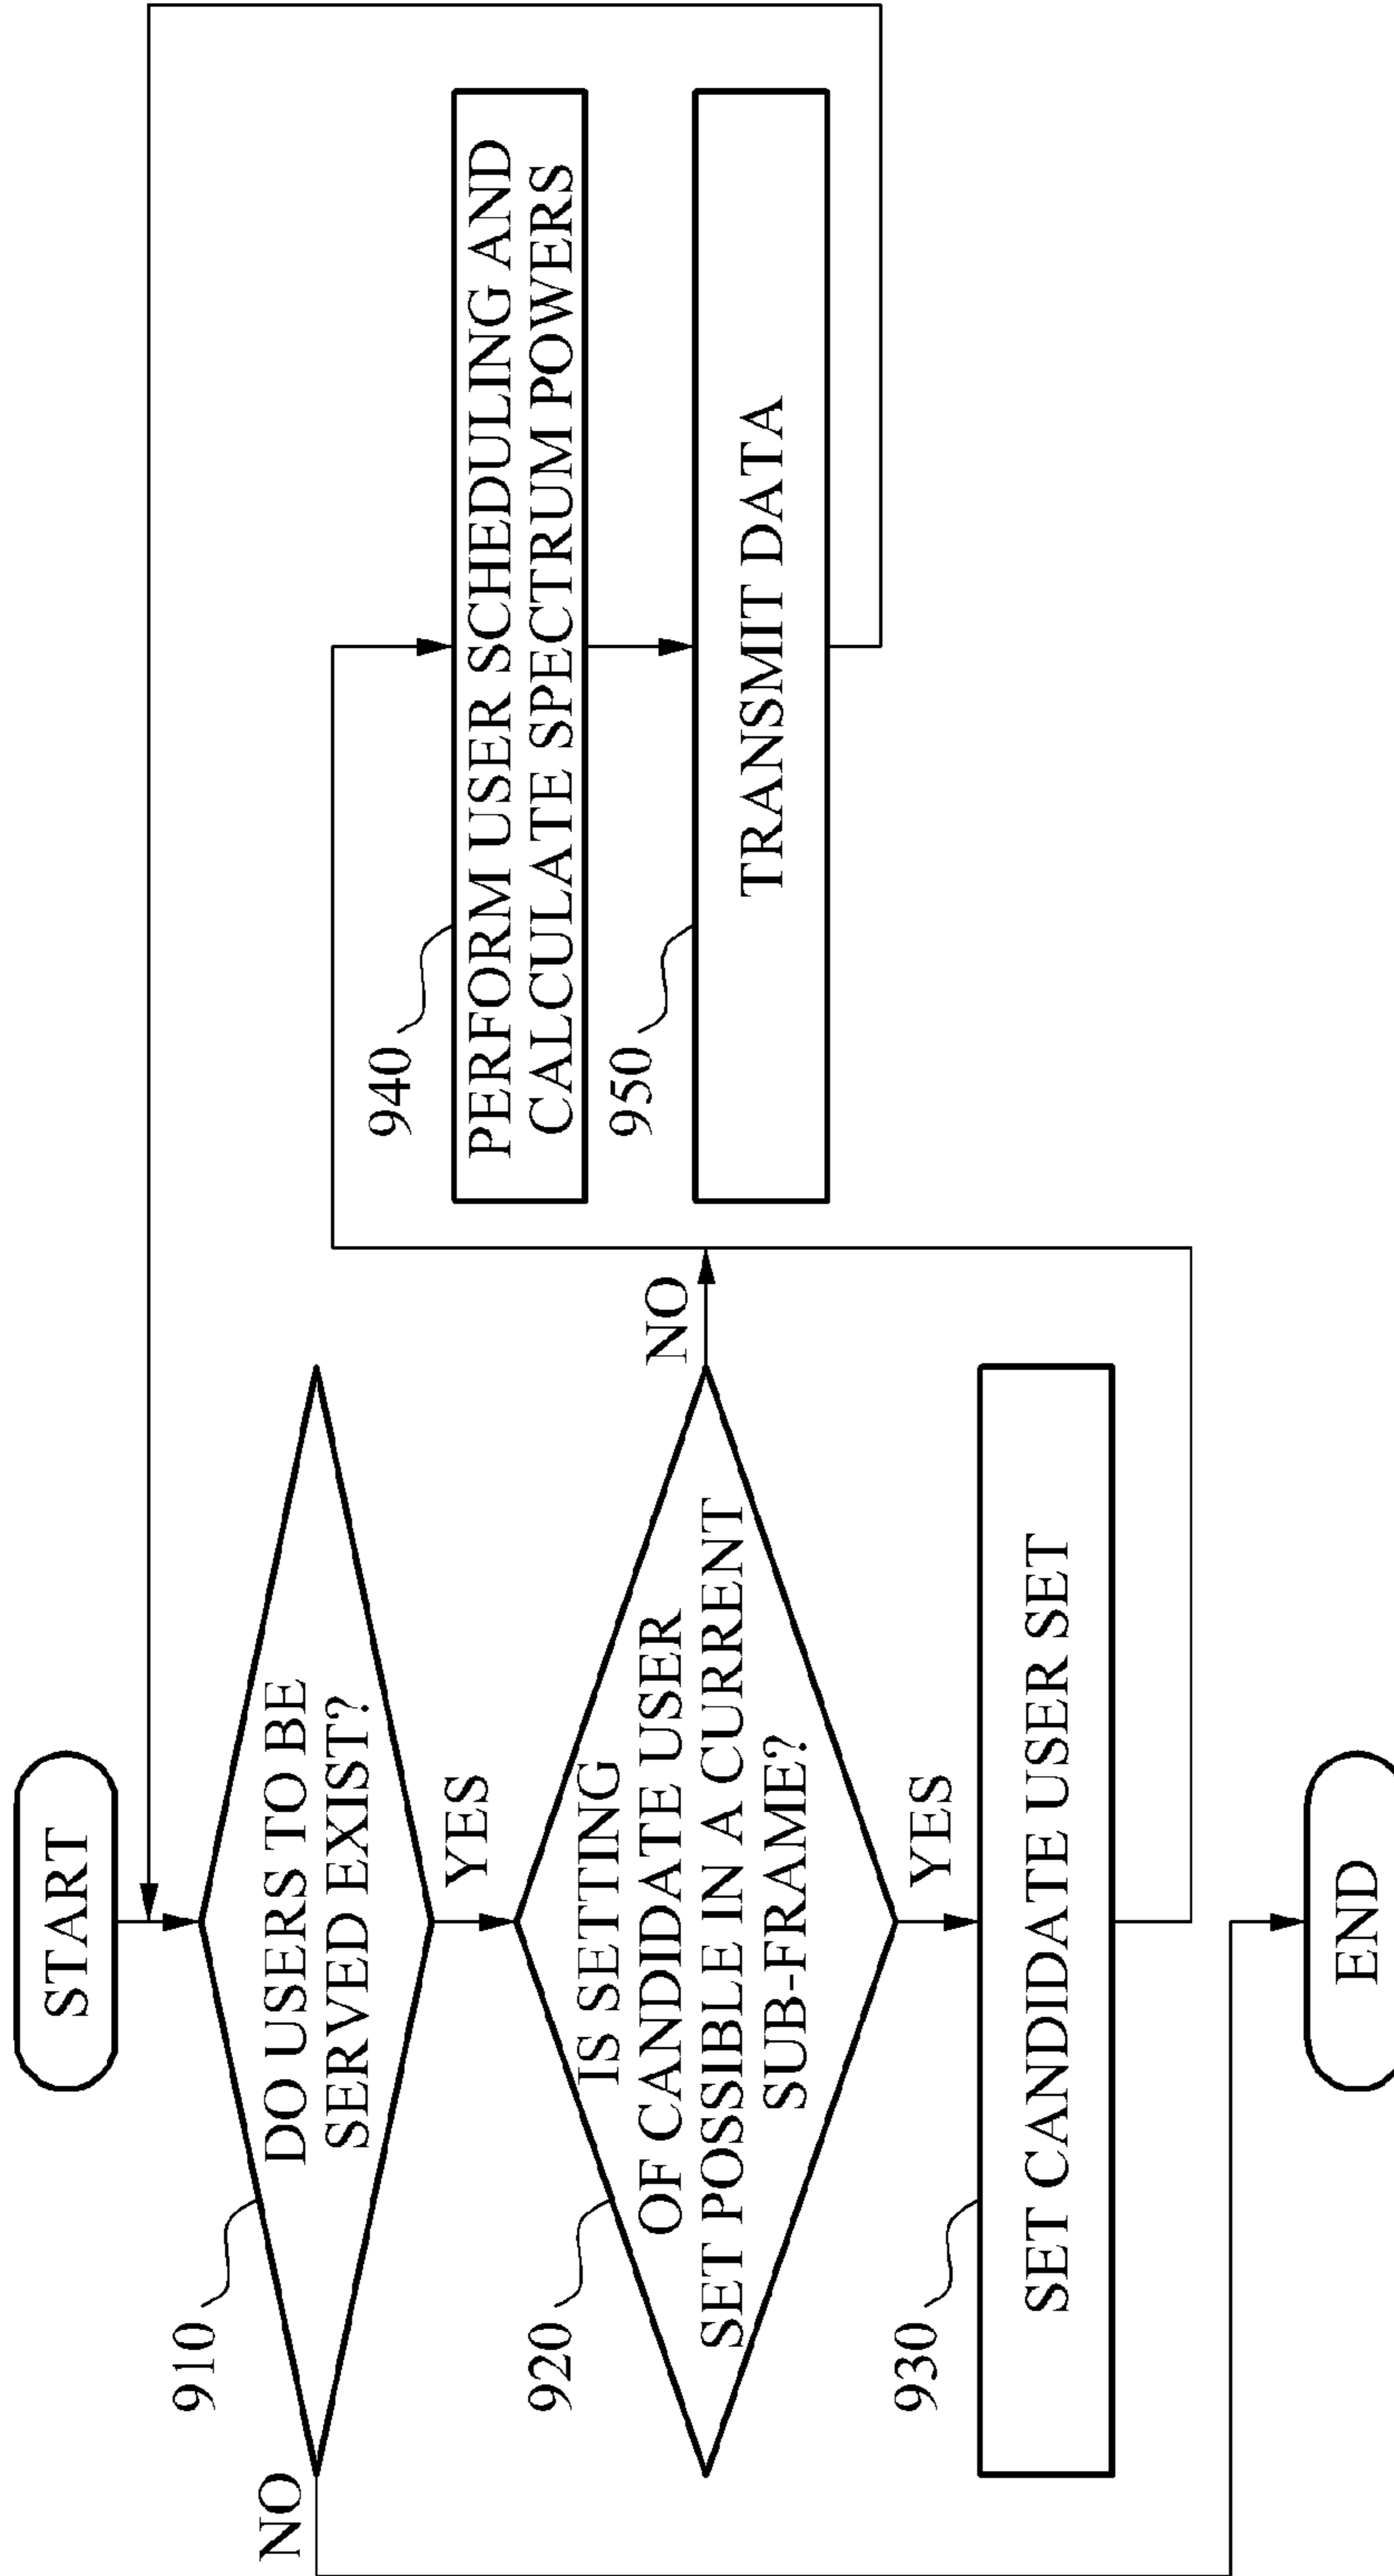 START
910
DO USERS TO BE
SERVED EXIST?
NO
YES
920
IS SETTING
OF CANDIDATE USER
SET POSSIBLE IN A CURRENT
SUB-FRAME?
NO
YES
930
SET CANDIDATE USER SET
940
PERFORM USER SCHEDULING AND
CALCULATE SPECTRUM POWERS
950
TRANSMIT DATA
END